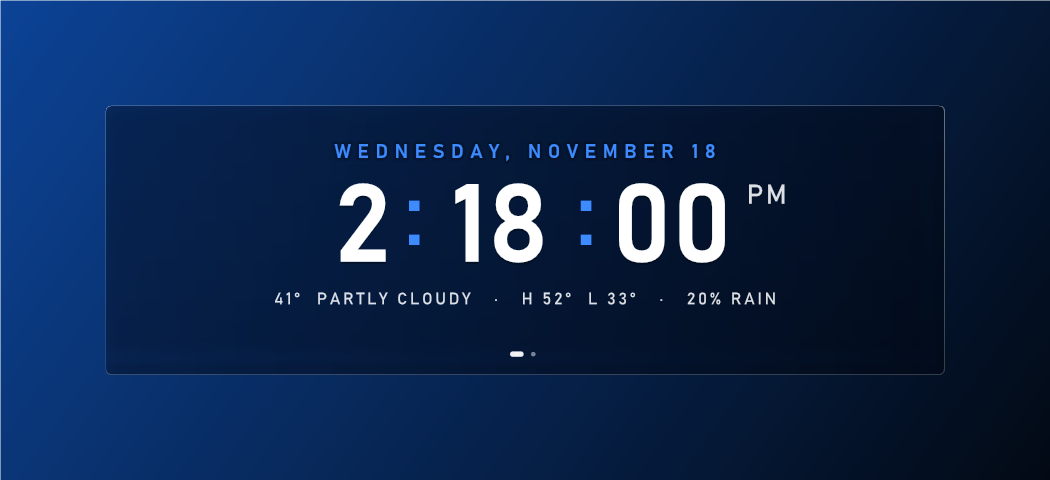 WEDNESDAY, NOVEMBER 18
2:18:00 PM
41° PARTLY CLOUDY · H 52° L 33° · 20% RAIN